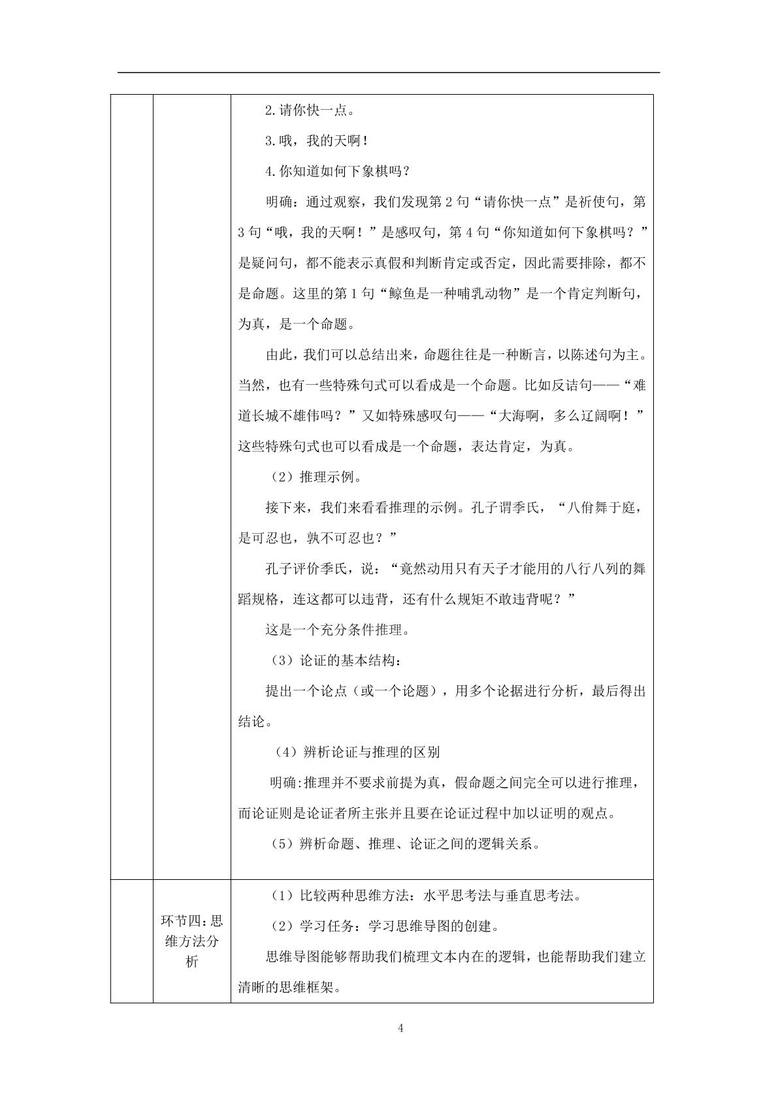 2.请你快一点。
3.哦，我的天啊！
4.你知道如何下象棋吗？
明确：通过观察，我们发现第 2 句“请你快一点”是祈使句，第
3 句“哦，我的天啊！”是感叹句，第 4 句“你知道如何下象棋吗？”
是疑问句，都不能表示真假和判断肯定或否定，因此需要排除，都不
是命题。这里的第 1 句“鲸鱼是一种哺乳动物”是一个肯定判断句，
为真，是一个命题。
由此，我们可以总结出来，命题往往是一种断言，以陈述句为主。
当然，也有一些特殊句式可以看成是一个命题。比如反诘句——“难
道长城不雄伟吗？”又如特殊感叹句——“大海啊，多么辽阔啊！”
这些特殊句式也可以看成是一个命题，表达肯定，为真。
（2）推理示例。
接下来，我们来看看推理的示例。孔子谓季氏，“八佾舞于庭，
是可忍也，孰不可忍也？”
孔子评价季氏，说：“竟然动用只有天子才能用的八行八列的舞
蹈规格，连这都可以违背，还有什么规矩不敢违背呢？”
这是一个充分条件推理。
（3）论证的基本结构：
提出一个论点（或一个论题），用多个论据进行分析，最后得出
结论。
（4）辨析论证与推理的区别
明确:推理并不要求前提为真，假命题之间完全可以进行推理，
而论证则是论证者所主张并且要在论证过程中加以证明的观点。
（5）辨析命题、推理、论证之间的逻辑关系。
环节四:思
维方法分
析
（1）比较两种思维方法：水平思考法与垂直思考法。
（2）学习任务：学习思维导图的创建。
思维导图能够帮助我们梳理文本内在的逻辑，也能帮助我们建立
清晰的思维框架。
4